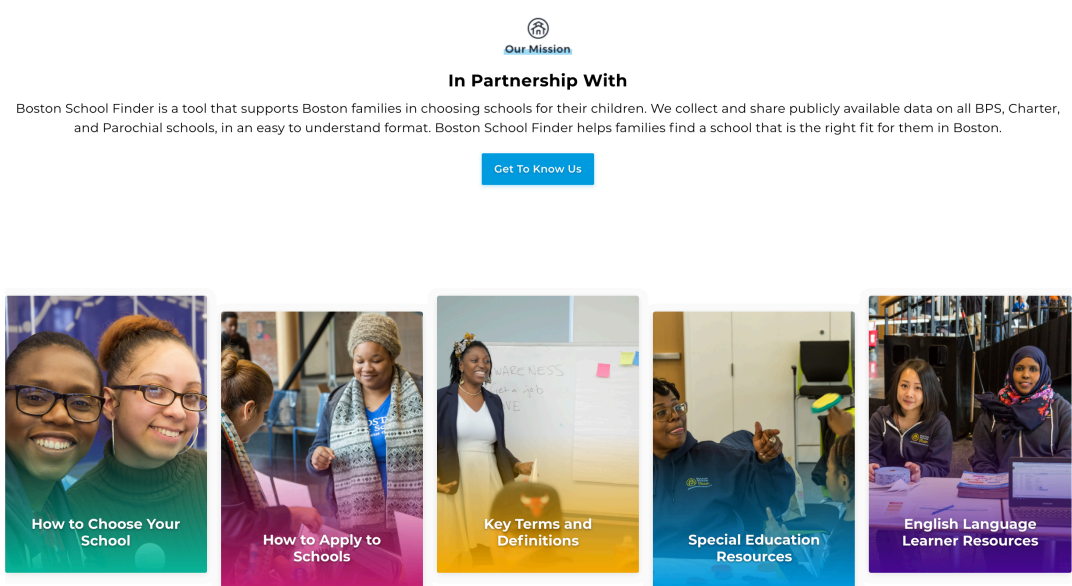 Our Mission
In Partnership With
Boston School Finder is a tool that supports Boston families in choosing schools for their children. We collect and share publicly available data on all BPS, Charter,
and Parochial schools, in an easy to understand format. Boston School Finder helps families find a school that is the right fit for them in Boston.
Get To Know Us
How to Choose Your
School
How to Apply to
Schools
Key Terms and
Definitions
Special Education
Resources
English Language
Learner Resources